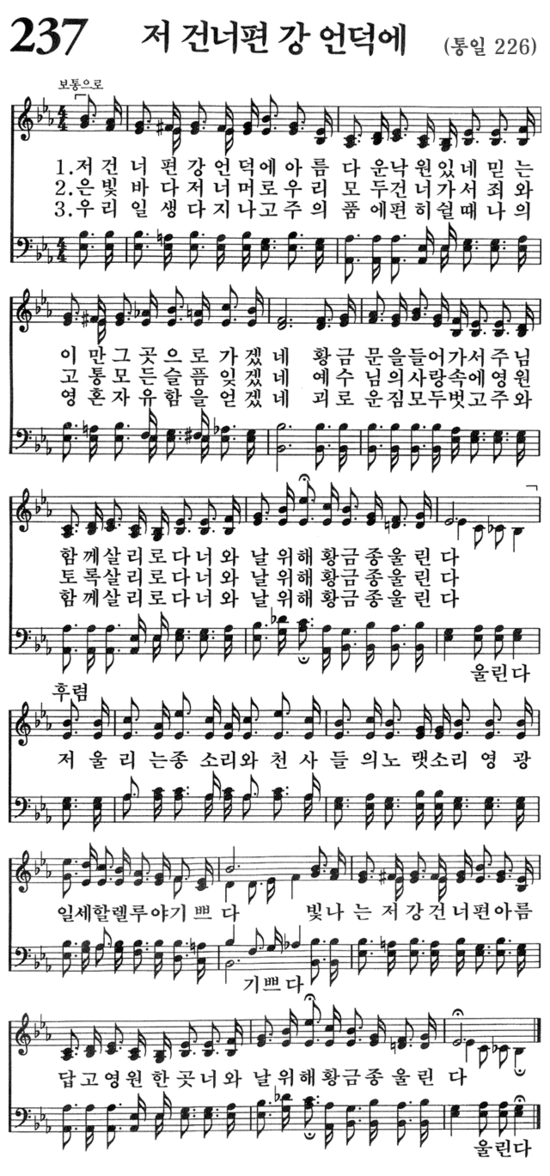 237 저 건너편 강 언덕에 (통일 226)
보통으로
1.저 건 너 편 강 언 덕 에 아 름 다 운 낙 원 있 네 믿 는
2.은 빛 바 다 저 너 머 로 우 리 모 두 건 너 가 서 죄 와
3.우 리 일 생 다 지 나 고 주 의 품 에 편 히 쉴 때 나 의
이 만 그 곳 으 로 가 겠 네 황 금 문 을 들 어 가 서 주 님
고 통 모 든 슬 픔 잊 겠 네 예 수 님 의 사 랑 속 에 영 원
영 혼 자 유 함 을 얻 겠 네 괴 로 운 짐 모 두 벗 고 주 와
함 께 살 리 로 다 너 와 날 위 해 황 금 종 울 린 다
토 록 살 리 로 다 너 와 날 위 해 황 금 종 울 린 다
함 께 살 리 로 다 너 와 날 위 해 황 금 종 울 린 다
울 린 다
후렴
저 울 리 는 종 소 리 와 천 사 들 의 노 랫 소 리 영 광
일 세 할 렐 루 야 기 쁘 다 빛 나 는 저 강 건 너 편 아 름
기 쁘 다
답 고 영 원 한 곳 너 와 날 위 해 황 금 종 울 린 다
울 린 다